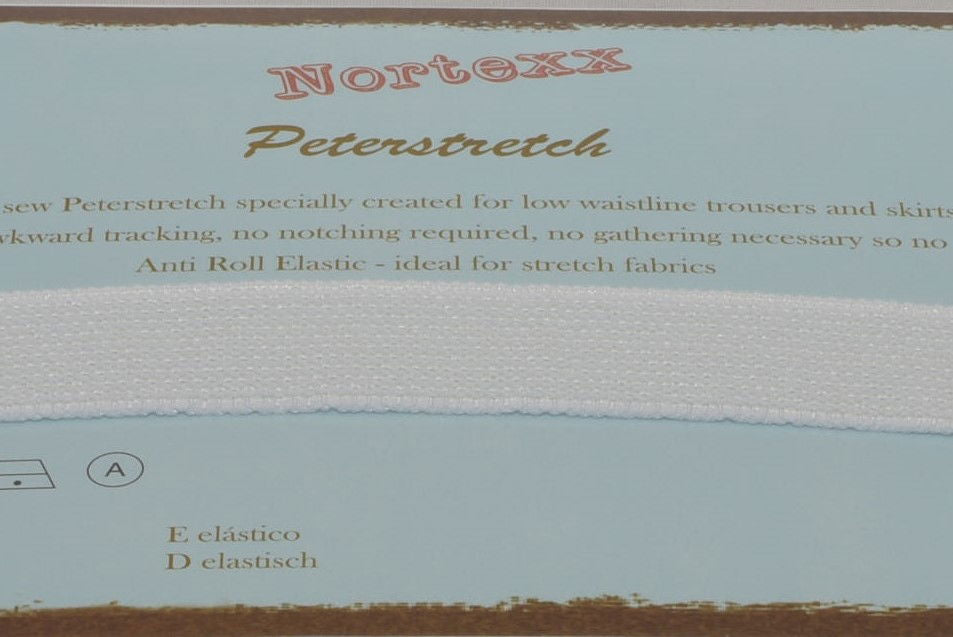 Nortexx
Peterstretch
sew Peterstretch specially created for low waistline trousers and skirts
wkward tracking, no notching required, no gathering necessary so no
Anti Roll Elastic - ideal for stretch fabrics
A
E elástico
D elastisch